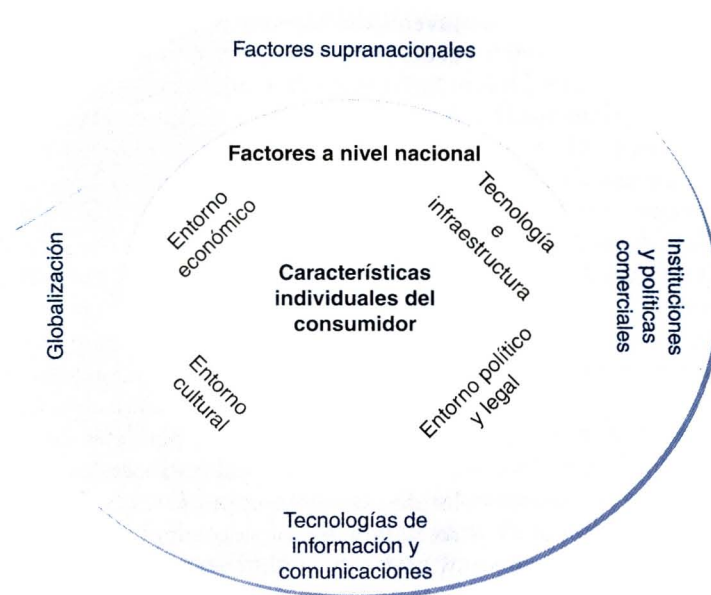 Factores supranacionales
Factores a nivel nacional
Entorno
económico
Tecnología
e
infraestructura
Características
individuales del
consumidor
Globalización
Instituciones
y políticas
comerciales
Entorno
cultural
Entorno político
y legal
Tecnologías de
información y
comunicaciones